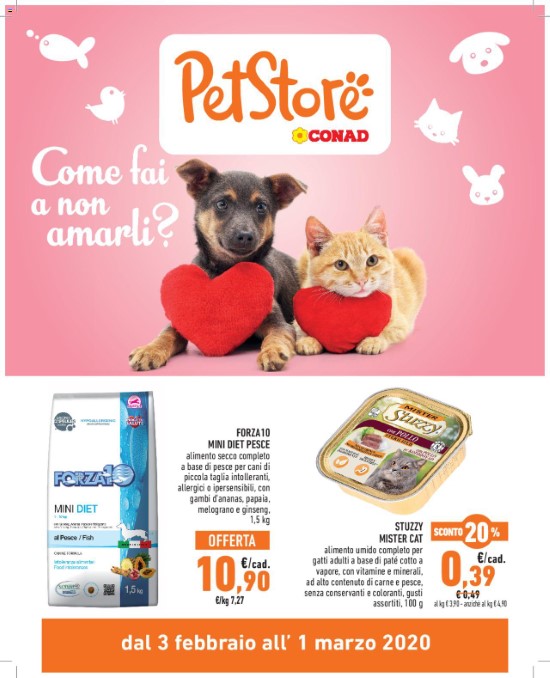 PetStore
CONAD
Come fai
a non
amarli?
FORZA10
MINI DIET PESCE
alimento secco completo
a base di pesce per cani di
piccola taglia intolleranti,
allergici o ipersensibili, con
gambi d'ananas, papaia,
melograno e ginseng,
1,5 kg
OFFERTA
10,90
€/cad.
€/kg 7,27
FORZA10
MINI DIET
al Pesce / Fish
1,5kg
MISTER
Stuzzy
con POLLO
STUZZY
MISTER CAT
alimento umido completo per
gatti adulti a base di paté cotto a
vapore, con vitamine e minerali,
ad alto contenuto di carne e pesce,
senza conservanti e coloranti, gusti
assortiti, 100 g
SCONTO 20%
€/cad.
0,39
€ 0,49
al kg € 3,90 - anziché al kg € 4,90
dal 3 febbraio all' 1 marzo 2020